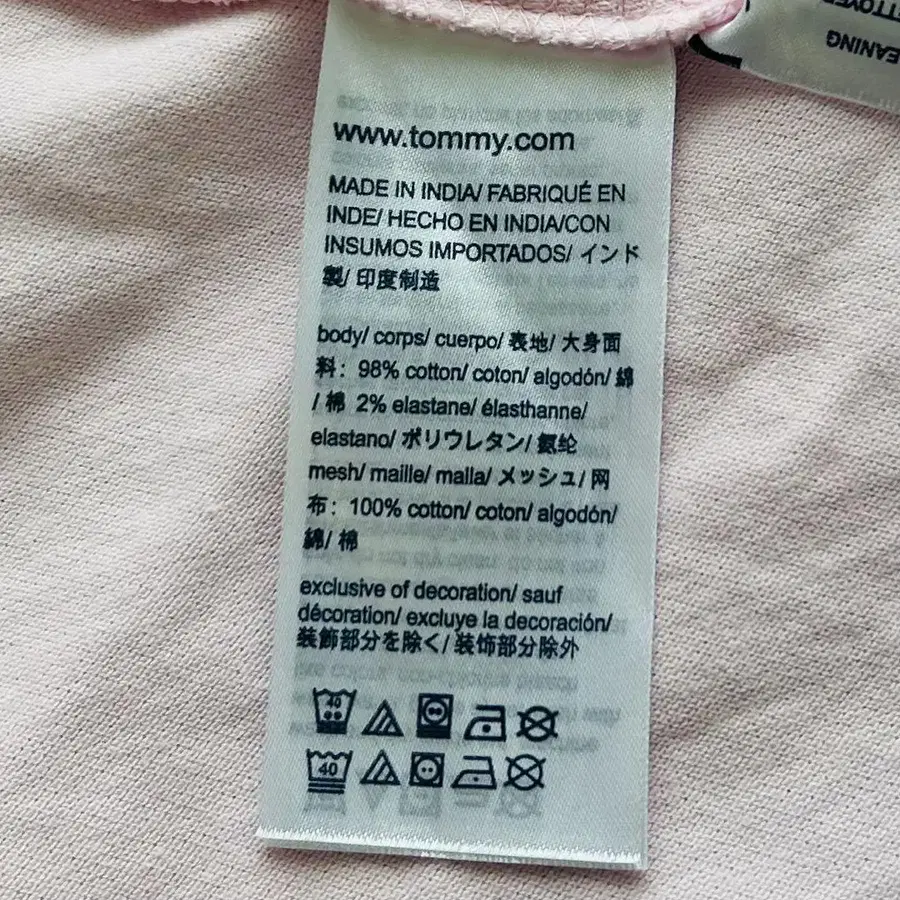 ETTOYE
LEANING
www.tommy.com
MADE IN INDIA/ FABRIQUÉ EN
INDE/ HECHO EN INDIA/CON
INSUMOS IMPORTADOS/ インド
製/ 印度制造
body/ corps/ cuerpo/ 表地/ 大身面
料：98% cotton/ coton/ algodón/ 綿
/ 棉 2% elastane/ élasthanne/
elastano/ ポリウレタン/ 氨纶
mesh/ maille/ malla/ メッシュ/ 网
布：100% cotton/ coton/ algodón/
綿/ 棉
exclusive of decoration/ sauf
décoration/ excluye la decoración/
装飾部分を除く/ 装饰部分除外
40
40